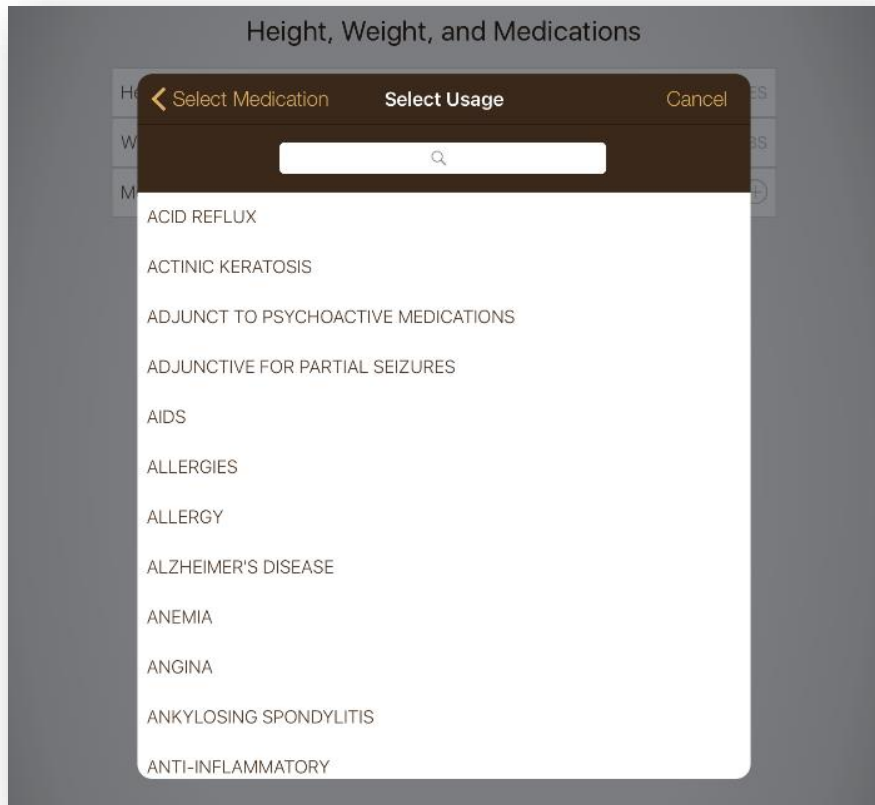 Height, Weight, and Medications
Select Medication Select Usage Cancel
ACID REFLUX
ACTINIC KERATOSIS
ADJUNCT TO PSYCHOACTIVE MEDICATIONS
ADJUNCTIVE FOR PARTIAL SEIZURES
AIDS
ALLERGIES
ALLERGY
ALZHEIMER'S DISEASE
ANEMIA
ANGINA
ANKYLOSING SPONDYLITIS
ANTI-INFLAMMATORY